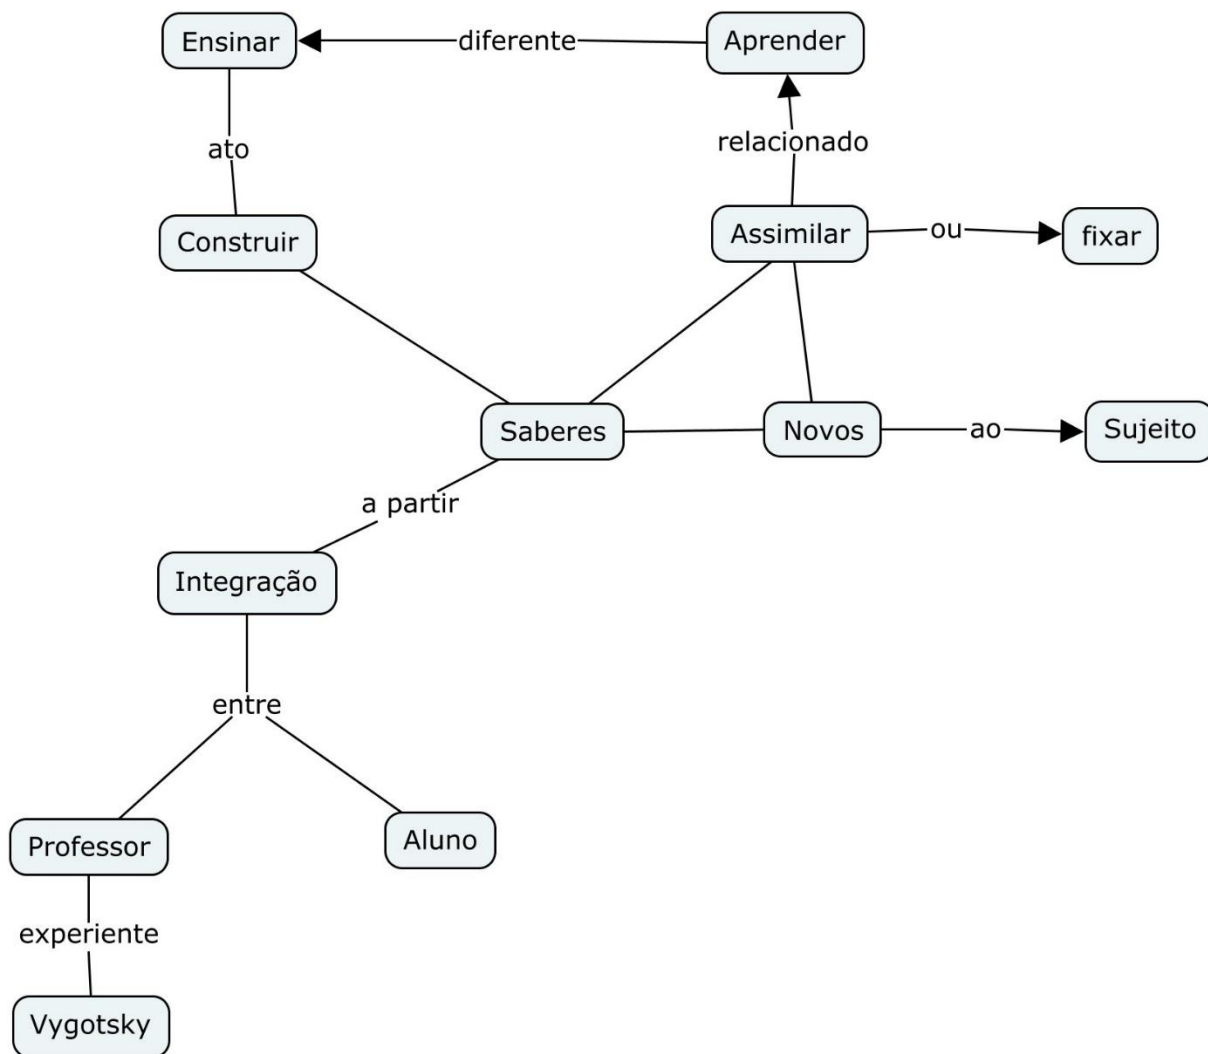 Ensinar
diferente
Aprender
ato
relacionado
Construir
Assimilar
ou
fixar
Saberes
Novos
ao
Sujeito
a partir
Integração
entre
Professor
Aluno
experiente
Vygotsky